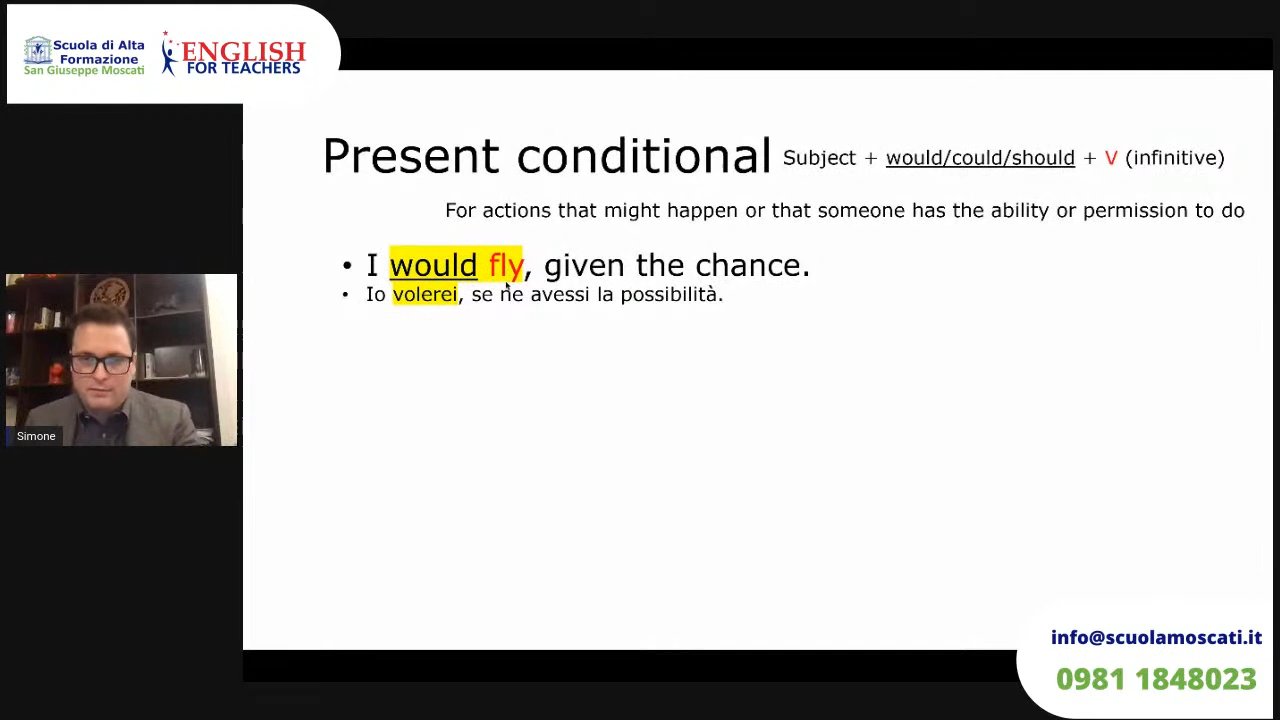 Scuola di Alta
Formazione
San Giuseppe Moscati
ENGLISH
FOR TEACHERS
Present conditional Subject + would/could/should + V (infinitive)
For actions that might happen or that someone has the ability or permission to do
• I would fly, given the chance.
• Io volerei, se ne avessi la possibilità.
Simone
info@scuolamoscati.it
0981 1848023